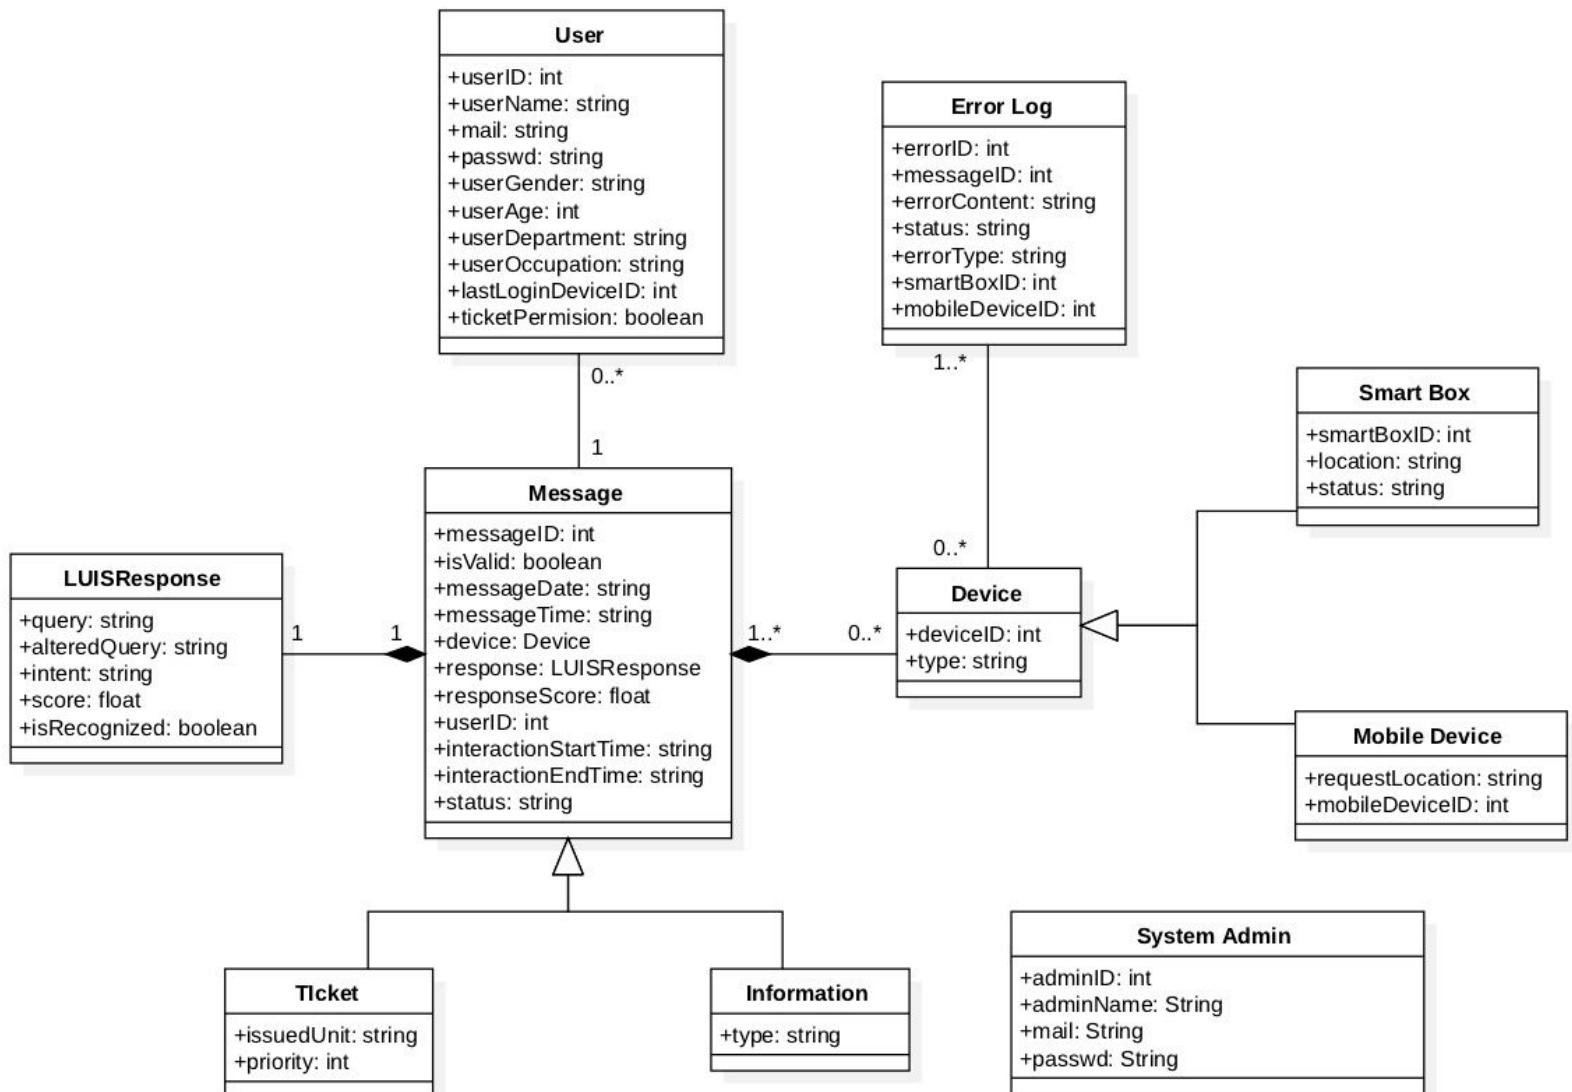 User
+userID: int
+userName: string
+mail: string
+passwd: string
+userGender: string
+userAge: int
+userDepartment: string
+userOccupation: string
+lastLoginDeviceID: int
+ticketPermision: boolean
Error Log
+errorID: int
+messageID: int
+errorContent: string
+status: string
+errorType: string
+smartBoxID: int
+mobileDeviceID: int
0..*
1
1..*
0..*
Smart Box
+smartBoxID: int
+location: string
+status: string
Message
+messageID: int
+isValid: boolean
+messageDate: string
+messageTime: string
+device: Device
+response: LUISResponse
+responseScore: float
+userID: int
+interactionStartTime: string
+interactionEndTime: string
+status: string
LUISResponse
+query: string
+alteredQuery: string
+intent: string
+score: float
+isRecognized: boolean
1
1
1..*
0..*
Device
+deviceID: int
+type: string
Mobile Device
+requestLocation: string
+mobileDeviceID: int
TIcket
+issuedUnit: string
+priority: int
Information
+type: string
System Admin
+adminID: int
+adminName: String
+mail: String
+passwd: String